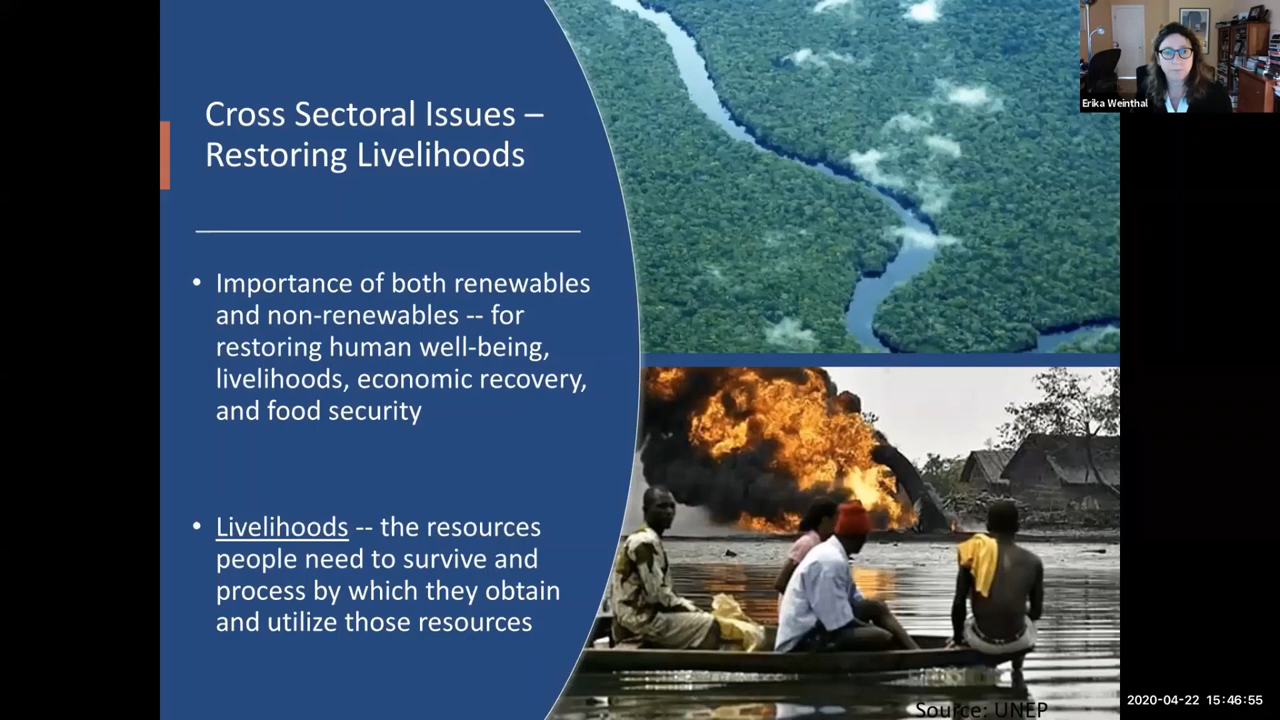 Cross Sectoral Issues –
Restoring Livelihoods
• Importance of both renewables
and non-renewables -- for
restoring human well-being,
livelihoods, economic recovery,
and food security
• Livelihoods -- the resources
people need to survive and
process by which they obtain
and utilize those resources
Source: UNEP
Erika Weinthal
2020-04-22 15:46:55